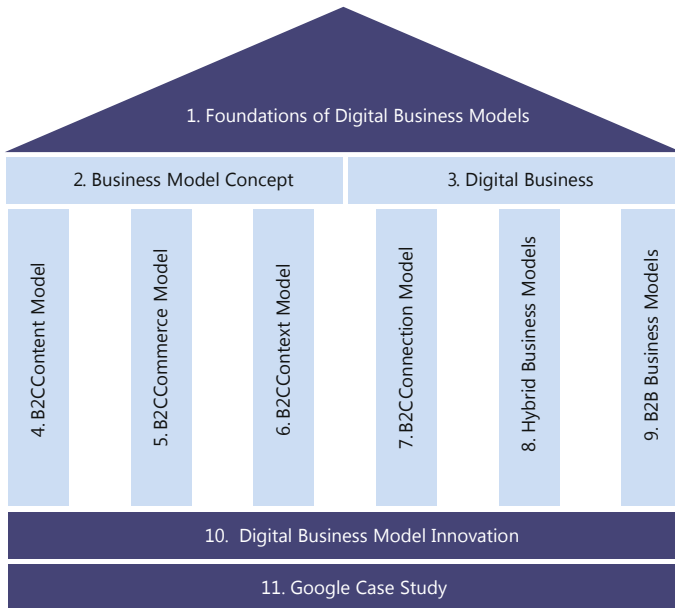 1. Foundations of Digital Business Models
2. Business Model Concept
3. Digital Business
4. B2CContent Model
5. B2CCommerce Model
6. B2CContext Model
7. B2CConnection Model
8. Hybrid Business Models
9. B2B Business Models
10. Digital Business Model Innovation
11. Google Case Study